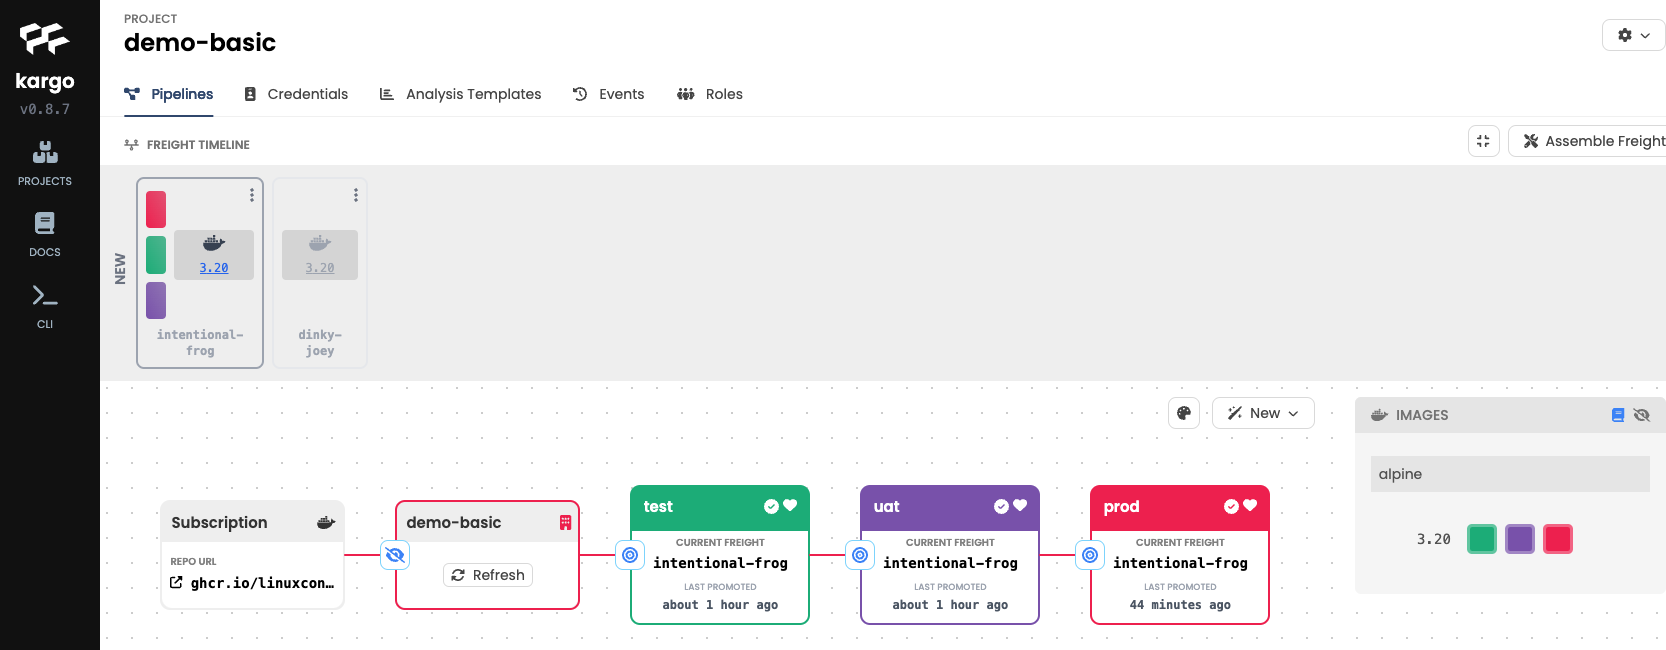 kargo
v0.8.7
PROJECTS
DOCS
CLI
PROJECT
demo-basic
Pipelines
Credentials
Analysis Templates
Events
Roles
FREIGHT TIMELINE
Assemble Freight
NEW
3.20
intentional-
frog
3.20
dinky-
joey
New
IMAGES
alpine
3.20
Subscription
REPO URL
ghcr.io/linuxcon…
demo-basic
Refresh
test
CURRENT FREIGHT
intentional-frog
LAST PROMOTED
about 1 hour ago
uat
CURRENT FREIGHT
intentional-frog
LAST PROMOTED
about 1 hour ago
prod
CURRENT FREIGHT
intentional-frog
LAST PROMOTED
44 minutes ago